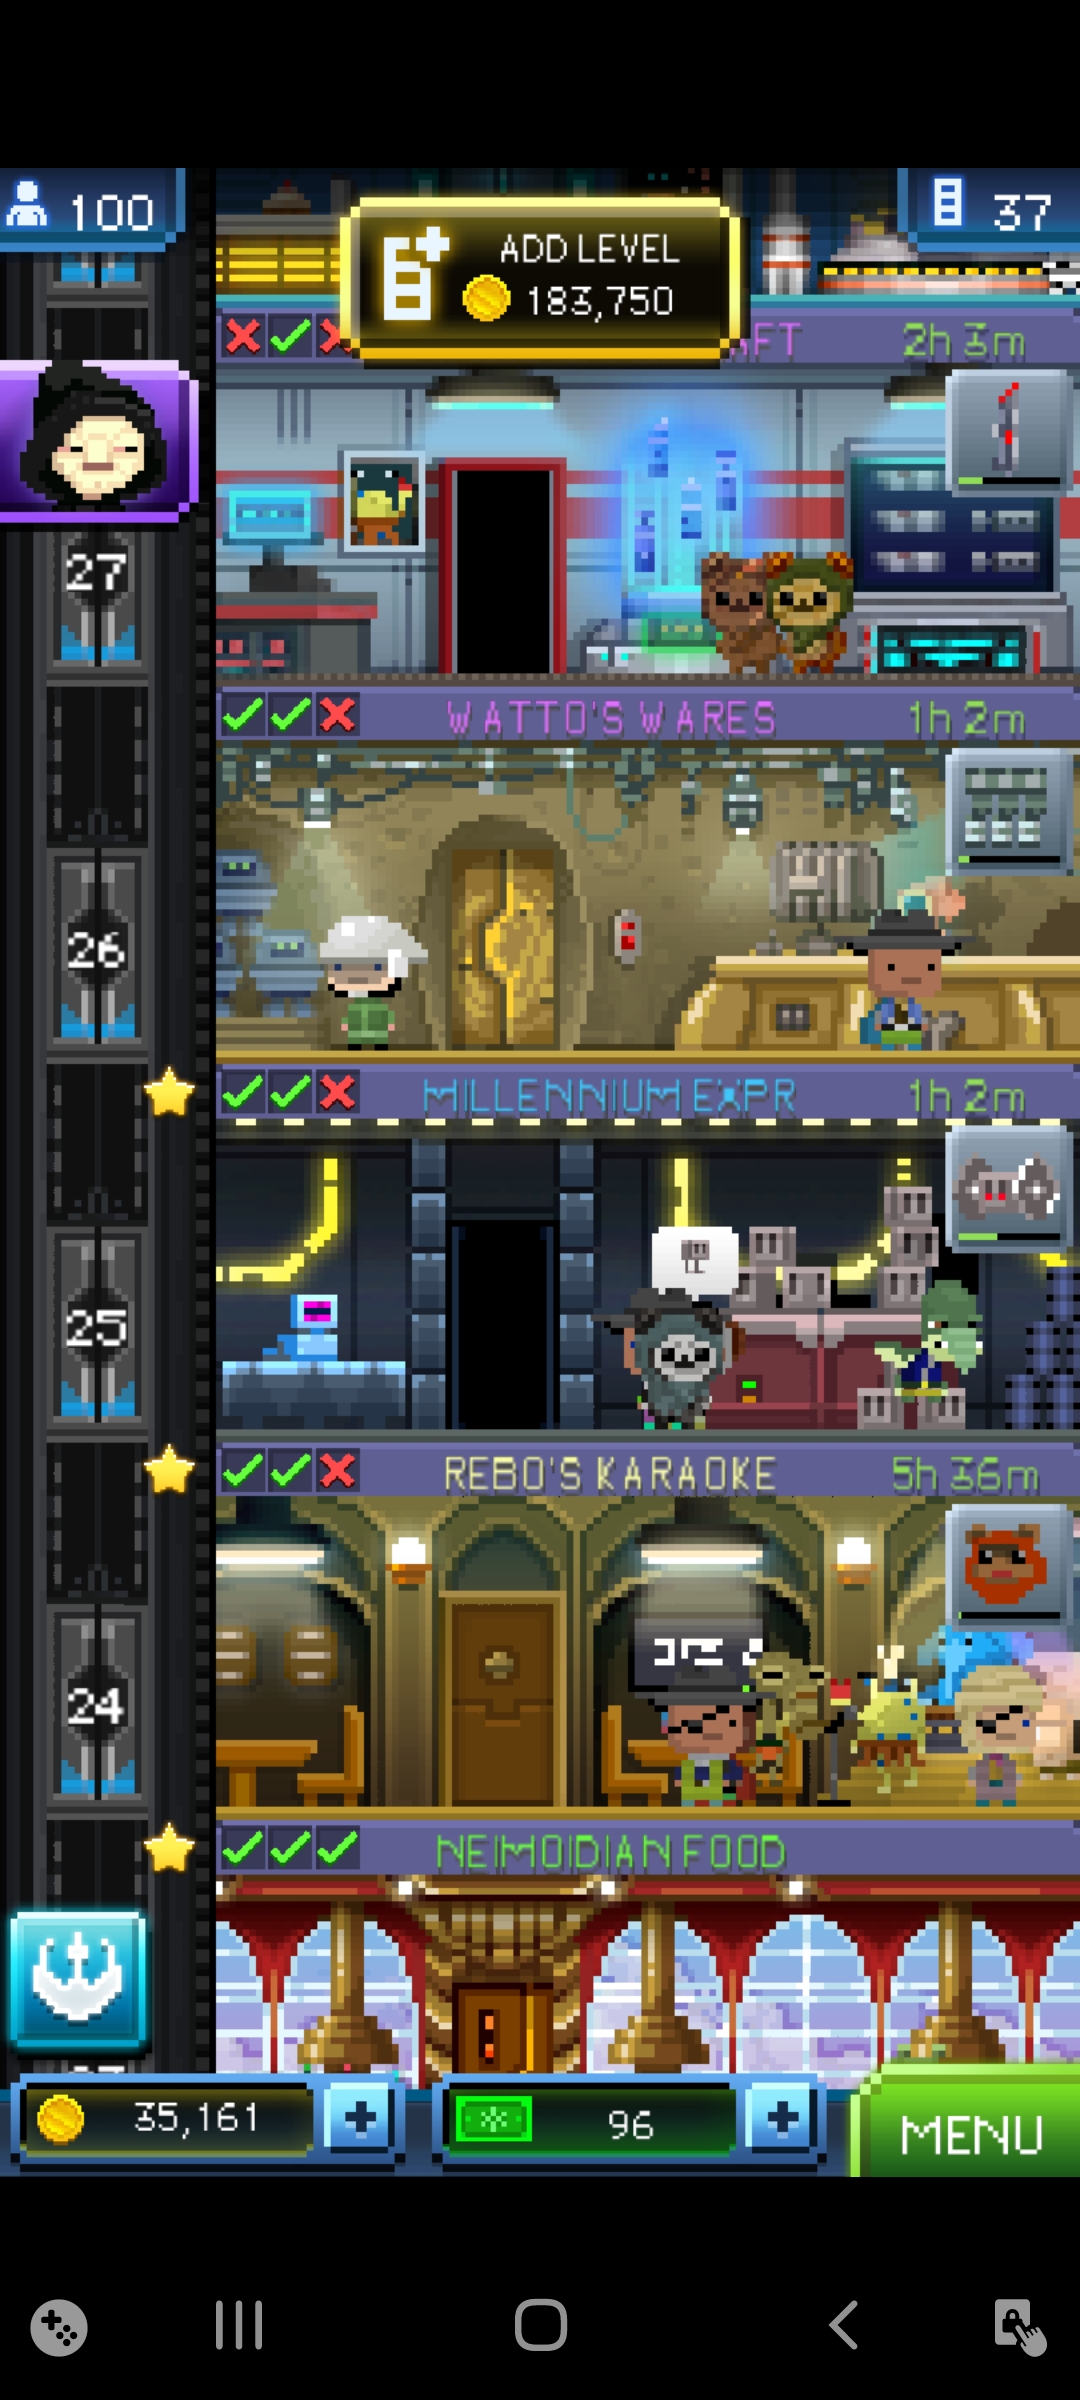 100
ADD LEVEL
183,750
37
2h 3m
27
WATTO'S WARES
1h 2m
26
MILLENNIUM EXPR
1h 2m
25
REBO'S KARAOKE
5h 36m
24
NEIMOIDIAN FOOD
35,161
96
MENU